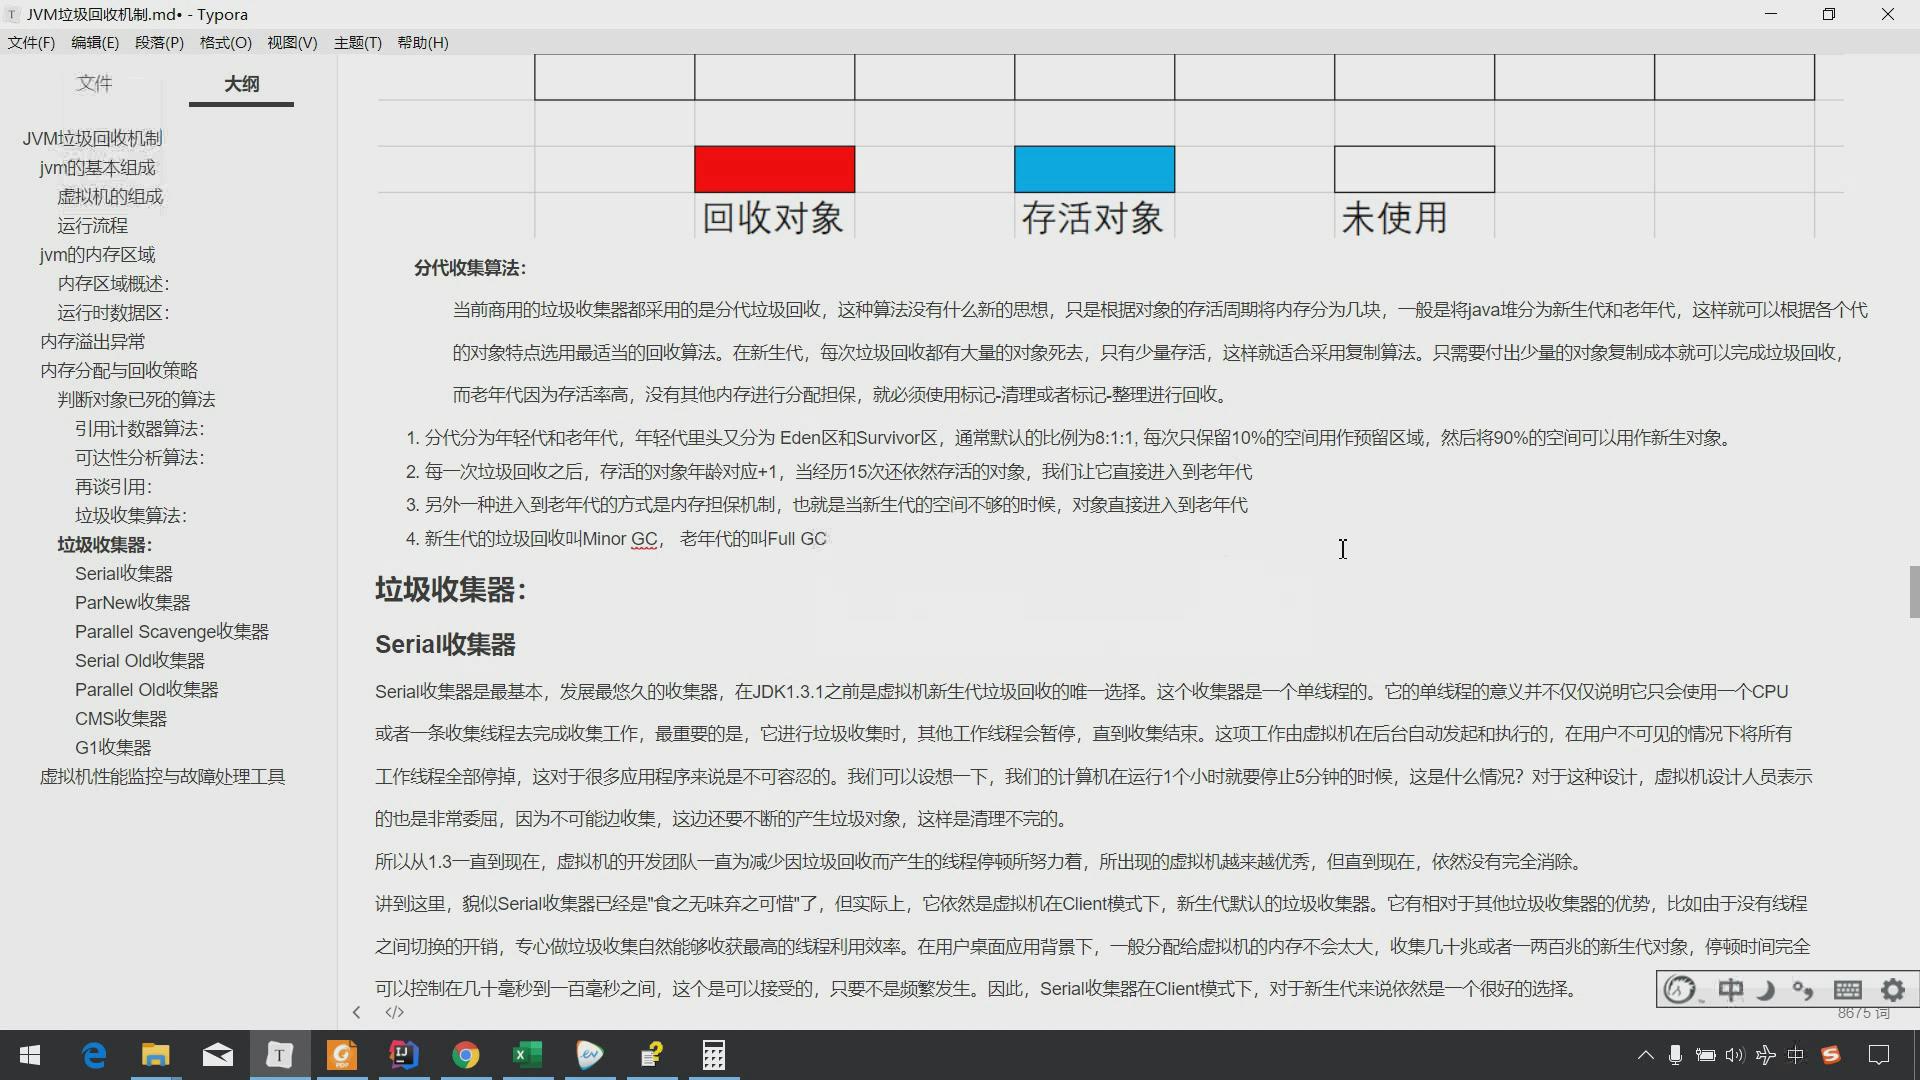 JVM垃圾回收机制.md• - Typora
文件(F) 编辑(E) 段落(P) 格式(O) 视图(V) 主题(T) 帮助(H)
文件 大纲
JVM垃圾回收机制
jvm的基本组成
虚拟机的组成
运行流程
jvm的内存区域
内存区域概述：
运行时数据区：
内存溢出异常
内存分配与回收策略
判断对象已死的算法
引用计数器算法：
可达性分析算法：
再谈引用：
垃圾收集算法：
垃圾收集器：
Serial收集器
ParNew收集器
Parallel Scavenge收集器
Serial Old收集器
Parallel Old收集器
CMS收集器
G1收集器
虚拟机性能监控与故障处理工具
回收对象 存活对象 未使用
分代收集算法：
当前商用的垃圾收集器都采用的是分代垃圾回收，这种算法没有什么新的思想，只是根据对象的存活周期将内存分为几块，一般是将java堆分为新生代和老年代，这样就可以根据各个代
的对象特点选用最适当的回收算法。在新生代，每次垃圾回收都有大量的对象死去，只有少量存活，这样就适合采用复制算法。只需要付出少量的对象复制成本就可以完成垃圾回收，
而老年代因为存活率高，没有其他内存进行分配担保，就必须使用标记-清理或者标记-整理进行回收。
1. 分代分为年轻代和老年代，年轻代里头又分为 Eden区和Survivor区，通常默认的比例为8:1:1, 每次只保留10%的空间用作预留区域，然后将90%的空间可以用作新生对象。
2. 每一次垃圾回收之后，存活的对象年龄对应+1，当经历15次还依然存活的对象，我们让它直接进入到老年代
3. 另外一种进入到老年代的方式是内存担保机制，也就是当新生代的空间不够的时候，对象直接进入到老年代
4. 新生代的垃圾回收叫Minor GC， 老年代的叫Full GC
垃圾收集器：
Serial收集器
Serial收集器是最基本，发展最悠久的收集器，在JDK1.3.1之前是虚拟机新生代垃圾回收的唯一选择。这个收集器是一个单线程的。它的单线程的意义并不仅仅说明它只会使用一个CPU
或者一条收集线程去完成收集工作，最重要的是，它进行垃圾收集时，其他工作线程会暂停，直到收集结束。这项工作由虚拟机在后台自动发起和执行的，在用户不可见的情况下将所有
工作线程全部停掉，这对于很多应用程序来说是不可容忍的。我们可以设想一下，我们的计算机在运行1个小时就要停止5分钟的时候，这是什么情况？对于这种设计，虚拟机设计人员表示
的也是非常委屈，因为不可能边收集，这边还要不断的产生垃圾对象，这样是清理不完的。
所以从1.3一直到现在，虚拟机的开发团队一直为减少因垃圾回收而产生的线程停顿所努力着，所出现的虚拟机越来越优秀，但直到现在，依然没有完全消除。
讲到这里，貌似Serial收集器已经是"食之无味弃之可惜"了，但实际上，它依然是虚拟机在Client模式下，新生代默认的垃圾收集器。它有相对于其他垃圾收集器的优势，比如由于没有线程
之间切换的开销，专心做垃圾收集自然能够收获最高的线程利用效率。在用户桌面应用背景下，一般分配给虚拟机的内存不会太大，收集几十兆或者一两百兆的新生代对象，停顿时间完全
可以控制在几十毫秒到一百毫秒之间，这个是可以接受的，只要不是频繁发生。因此，Serial收集器在Client模式下，对于新生代来说依然是一个很好的选择。
中
8675 词
中